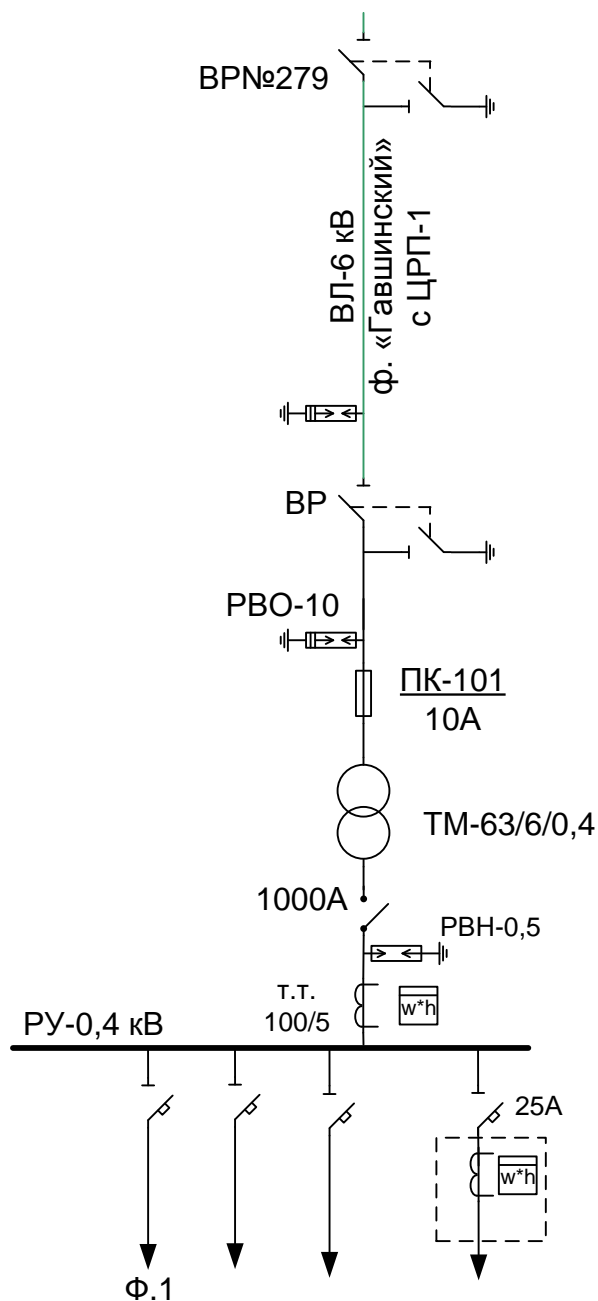 ВР№279
ВЛ-6 кВ
ф. «Гавшинский»
с ЦРП-1
ВР
РВО-10
ПК-101
10А
ТМ-63/6/0,4
1000А
РВН-0,5
т.т.
100/5
w*h
РУ-0,4 кВ
25А
w*h
Ф.1